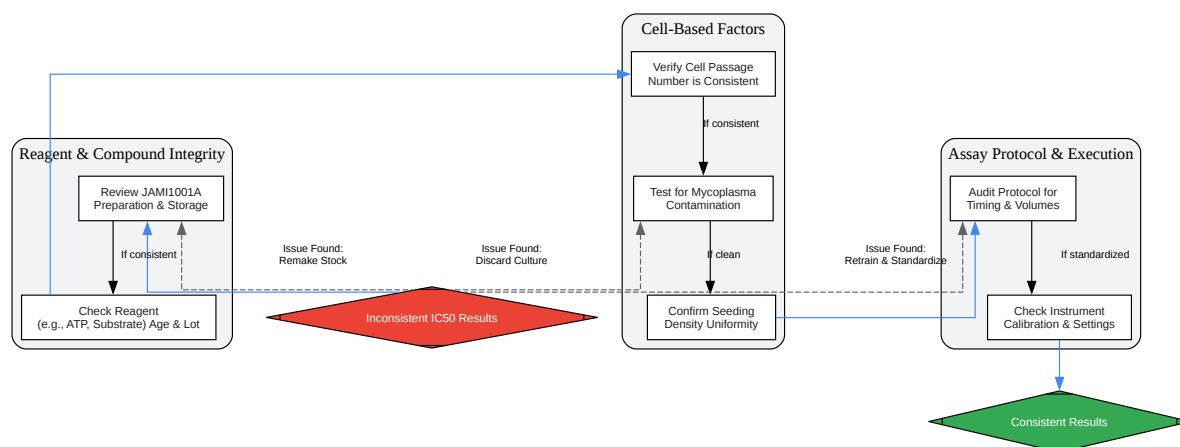 Cell-Based Factors
Verify Cell Passage
Number is Consistent
If consistent
Reagent & Compound Integrity
Review JAMI1001A
Preparation & Storage
If consistent
Check Reagent
(e.g., ATP, Substrate) Age & Lot
Issue Found:
Remake Stock
Issue Found:
Discard Culture
Inconsistent IC50 Results
Test for Mycoplasma
Contamination
If clean
Confirm Seeding
Density Uniformity
Issue Found:
Retrain & Standardize
Assay Protocol & Execution
Audit Protocol for
Timing & Volumes
If standardized
Check Instrument
Calibration & Settings
Consistent Results